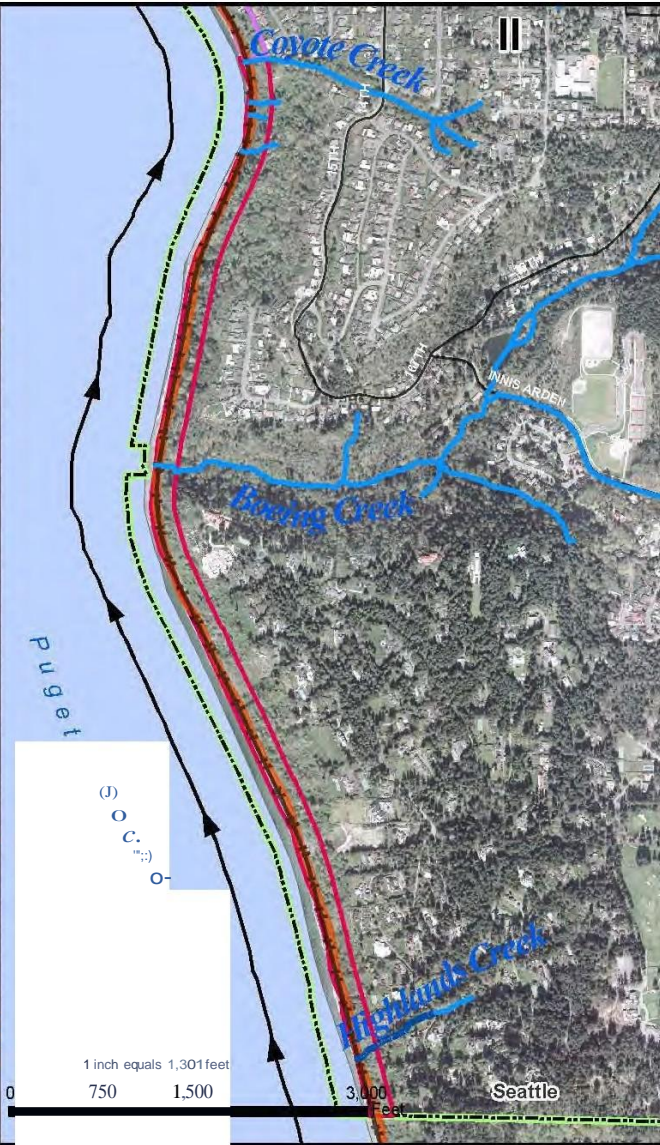 Coyote Creek
II
15TH
INNIS ARDEN
Boeing Creek
Puget
(J)
O
C.
'";:)
O-
Highlands Creek
1 inch equals 1,301 feet
0 750 1,500 3,000
Feet
Seattle